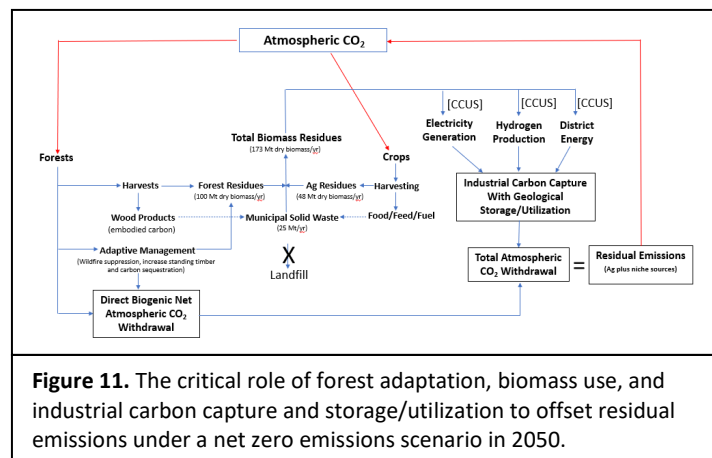 Atmospheric CO2
[CCUS]
[CCUS]
[CCUS]
Electricity
Generation
Hydrogen
Production
District
Energy
Total Biomass Residues
(173 Mt dry biomass/yr)
Forests
Crops
Harvests
Forest Residues
(100 Mt dry biomass/yr)
Ag Residues
(48 Mt dry biomass/yr)
Harvesting
Industrial Carbon Capture
With Geological
Storage/Utilization
Wood Products
(embodied carbon)
Municipal Solid Waste
(25 Mt/yr)
Food/Feed/Fuel
Adaptive Management
(Wildfire suppression, increase standing timber
and carbon sequestration)
X
Landfill
Total Atmospheric
CO2 Withdrawal
=
Residual Emissions
(Ag plus niche sources)
Direct Biogenic Net
Atmospheric CO2
Withdrawal
Figure 11. The critical role of forest adaptation, biomass use, and
industrial carbon capture and storage/utilization to offset residual
emissions under a net zero emissions scenario in 2050.